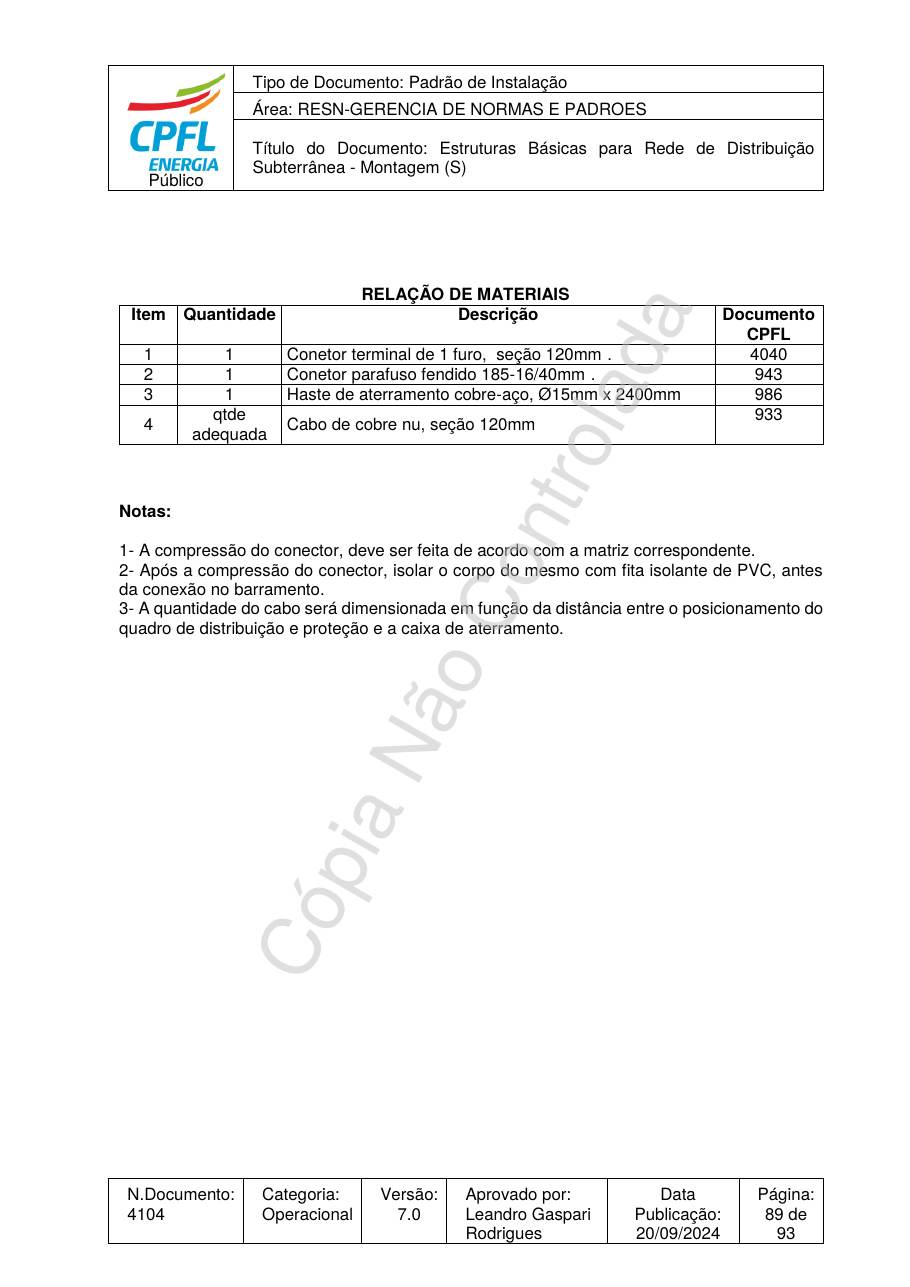 CPFL
ENERGIA
Público
Tipo de Documento: Padrão de Instalação
Área: RESN-GERENCIA DE NORMAS E PADROES
Título do Documento: Estruturas Básicas para Rede de Distribuição
Subterrânea - Montagem (S)
RELAÇÃO DE MATERIAIS
Item Quantidade Descrição Documento
CPFL
1 1 Conetor terminal de 1 furo, seção 120mm . 4040
2 1 Conetor parafuso fendido 185-16/40mm . 943
3 1 Haste de aterramento cobre-aço, Ø15mm x 2400mm 986
4 qtde adequada Cabo de cobre nu, seção 120mm 933
Notas:
1- A compressão do conector, deve ser feita de acordo com a matriz correspondente.
2- Após a compressão do conector, isolar o corpo do mesmo com fita isolante de PVC, antes
da conexão no barramento.
3- A quantidade do cabo será dimensionada em função da distância entre o posicionamento do
quadro de distribuição e proteção e a caixa de aterramento.
Cópia Não Controlada
N.Documento: Categoria: Versão: Aprovado por: Data Página:
4104 Operacional 7.0 Leandro Gaspari Publicação: 89 de
Rodrigues 20/09/2024 93